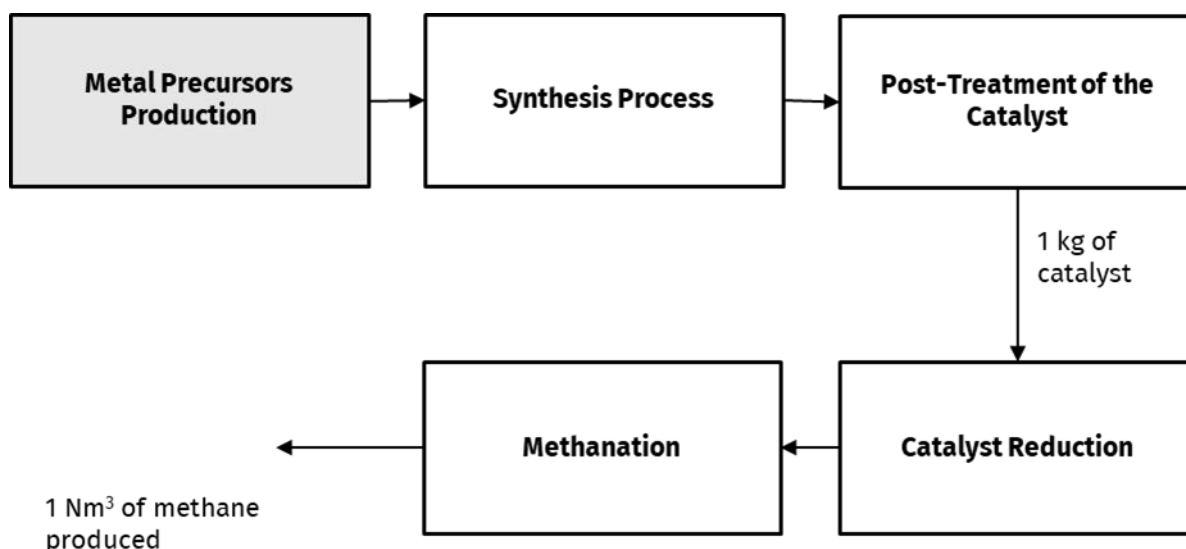 Metal Precursors
Production
Synthesis Process
Post-Treatment of the
Catalyst
1 kg of
catalyst
Methanation
Catalyst Reduction
1 Nm³ of methane
produced